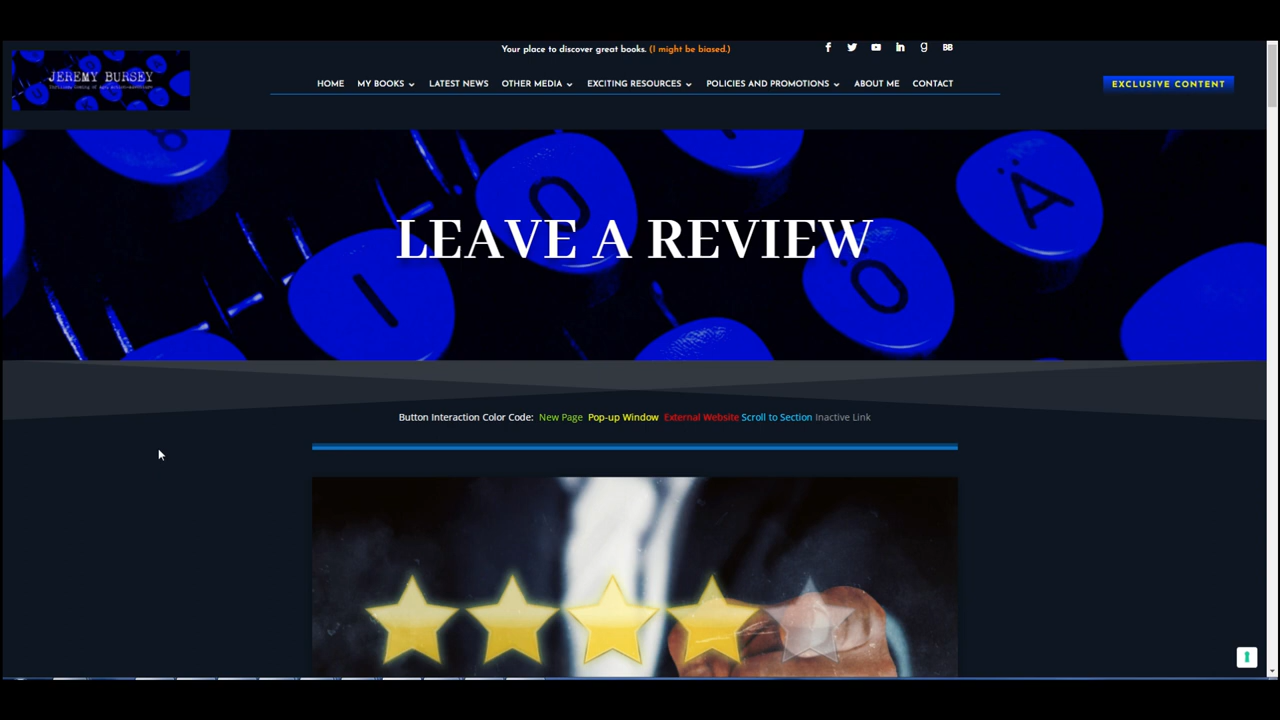 Your place to discover great books. (I might be biased.)
JEREMY BURSEY
HOME MY BOOKS LATEST NEWS OTHER MEDIA EXCITING RESOURCES POLICIES AND PROMOTIONS ABOUT ME CONTACT
EXCLUSIVE CONTENT
LEAVE A REVIEW
Button Interaction Color Code: New Page Pop-up Window External Website Scroll to Section Inactive Link